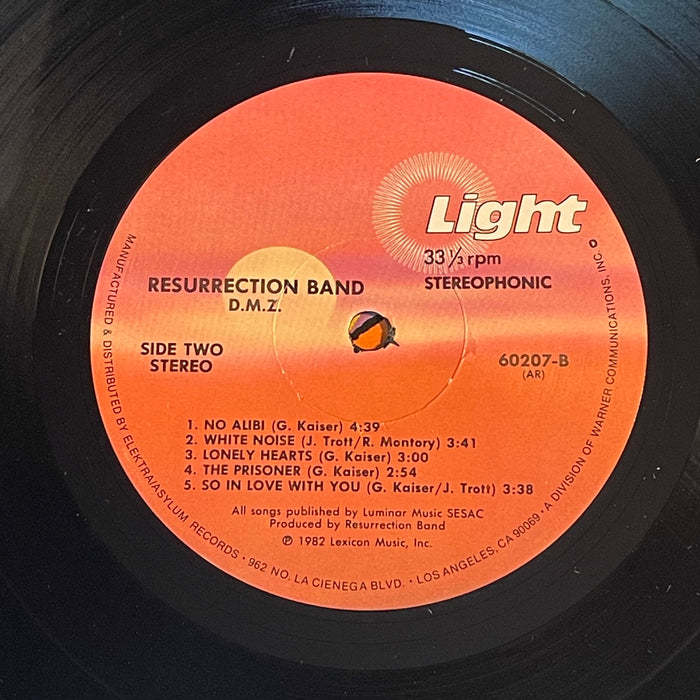 Light
33 1/3 rpm
STEREOPHONIC
RESURRECTION BAND
D.M.Z.
SIDE TWO
STEREO
60207-B
(AR)
1. NO ALIBI (G. Kaiser) 4:39
2. WHITE NOISE (J. Trott/R. Montory) 3:41
3. LONELY HEARTS (G. Kaiser) 3:00
4. THE PRISONER (G. Kaiser) 2:54
5. SO IN LOVE WITH YOU (G. Kaiser/J. Trott) 3:38
All songs published by Luminar Music SESAC
Produced by Resurrection Band
℗ 1982 Lexicon Music, Inc.
MANUFACTURED & DISTRIBUTED BY ELEKTRA/ASYLUM RECORDS • 962 NO. LA CIENEGA BLVD. • LOS ANGELES, CA 90069 • A DIVISION OF WARNER COMMUNICATIONS, INC.